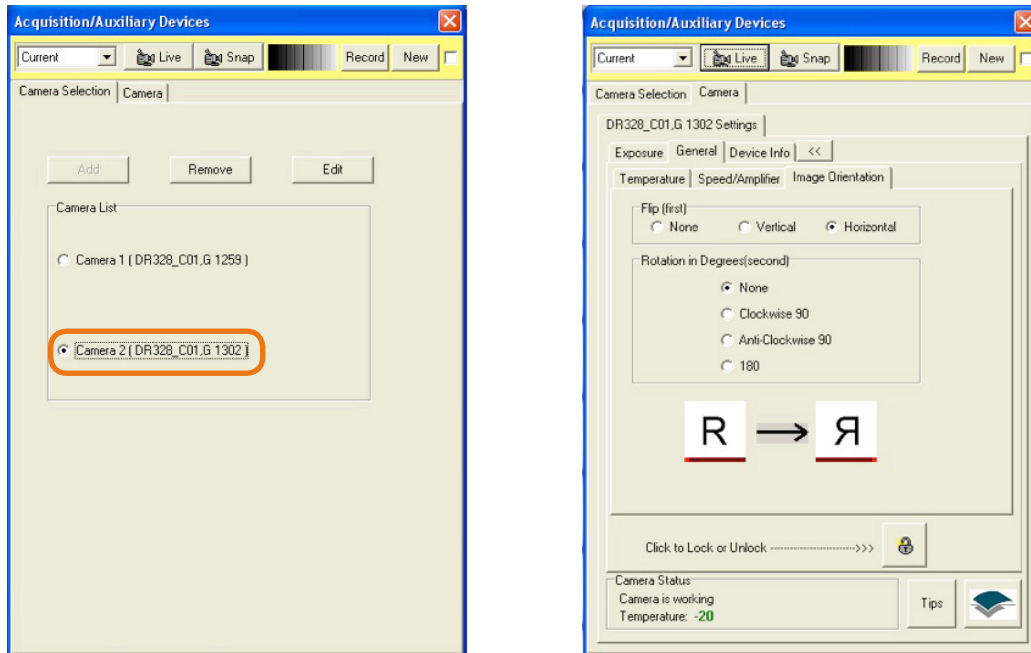 Acquisition/Auxiliary Devices
Current Live Snap Record New
Camera Selection Camera
Add Remove Edit
Camera List
Camera 1 ( DR328_C01,G 1259 )
Camera 2 ( DR328_C01,G 1302 )
Acquisition/Auxiliary Devices
Current Live Snap Record New
Camera Selection Camera
DR328_C01,G 1302 Settings
Exposure General Device Info <<
Temperature Speed/Amplifier Image Orientation
Flip (first)
None Vertical Horizontal
Rotation in Degrees(second)
None
Clockwise 90
Anti-Clockwise 90
180
R Я
Click to Lock or Unlock ------------------------->>>
Camera Status
Camera is working
Temperature: -20
Tips